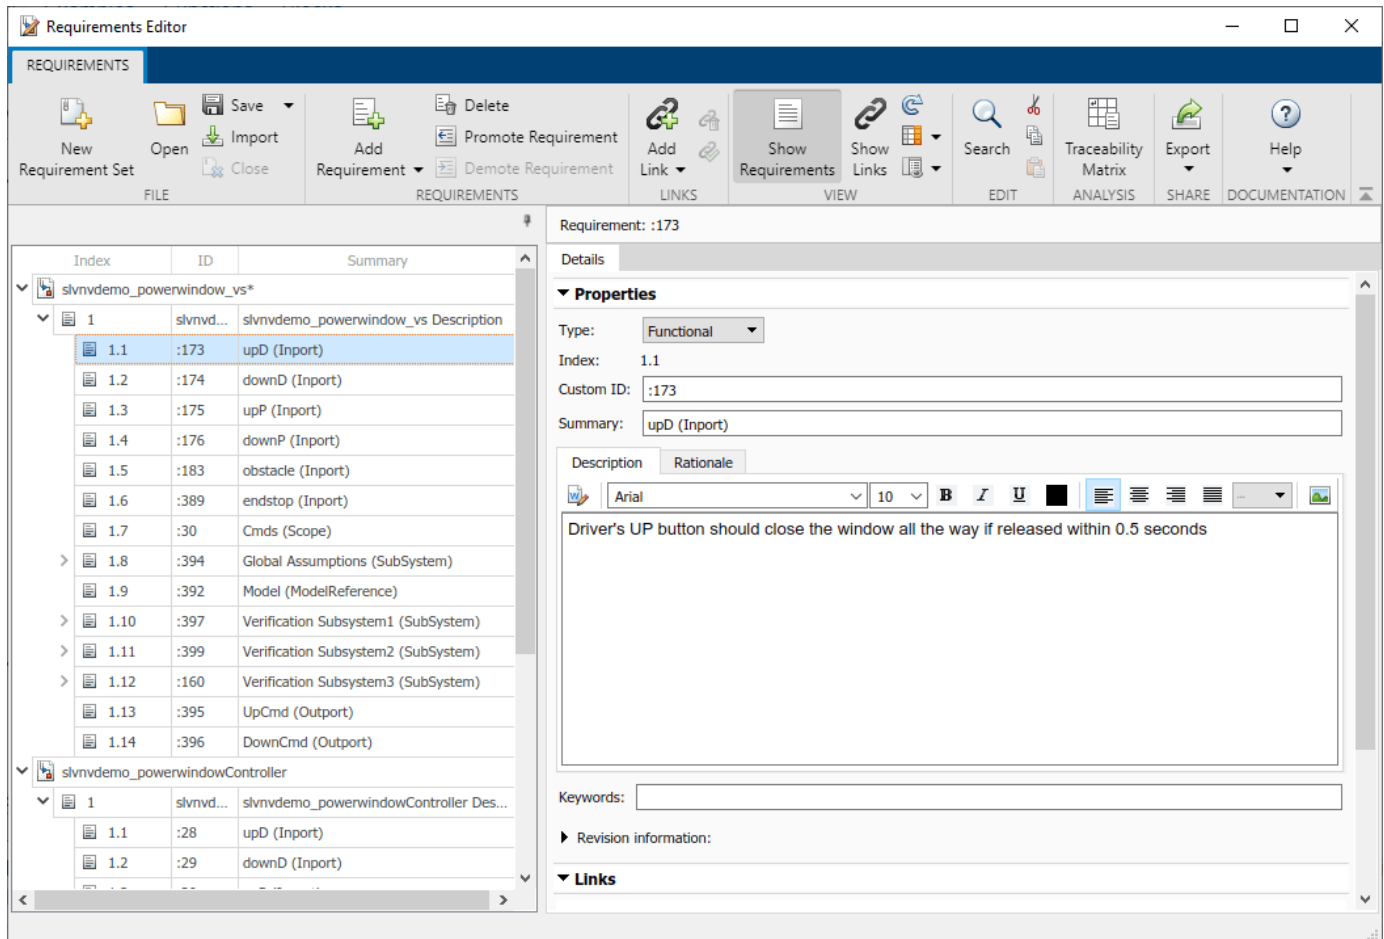 Requirements Editor
REQUIREMENTS
New Requirement Set
Open
Save
Import
Close
FILE
Add Requirement
Delete
Promote Requirement
Demote Requirement
REQUIREMENTS
Add Link
LINKS
Show Requirements
Show Links
VIEW
Search
EDIT
Traceability Matrix
ANALYSIS
Export
SHARE
Help
DOCUMENTATION
Index ID Summary
slvnvdemo_powerwindow_vs*
1 slvnvd... slvnvdemo_powerwindow_vs Description
1.1 :173 upD (Inport)
1.2 :174 downD (Inport)
1.3 :175 upP (Inport)
1.4 :176 downP (Inport)
1.5 :183 obstacle (Inport)
1.6 :389 endstop (Inport)
1.7 :30 Cmds (Scope)
1.8 :394 Global Assumptions (SubSystem)
1.9 :392 Model (ModelReference)
1.10 :397 Verification Subsystem1 (SubSystem)
1.11 :399 Verification Subsystem2 (SubSystem)
1.12 :160 Verification Subsystem3 (SubSystem)
1.13 :395 UpCmd (Outport)
1.14 :396 DownCmd (Outport)
slvnvdemo_powerwindowController
1 slvnvd... slvnvdemo_powerwindowController Des...
1.1 :28 upD (Inport)
1.2 :29 downD (Inport)
Requirement: :173
Details
Properties
Type: Functional
Index: 1.1
Custom ID: :173
Summary: upD (Inport)
Description Rationale
Arial 10 B I U ...
Driver's UP button should close the window all the way if released within 0.5 seconds
Keywords:
Revision information:
Links